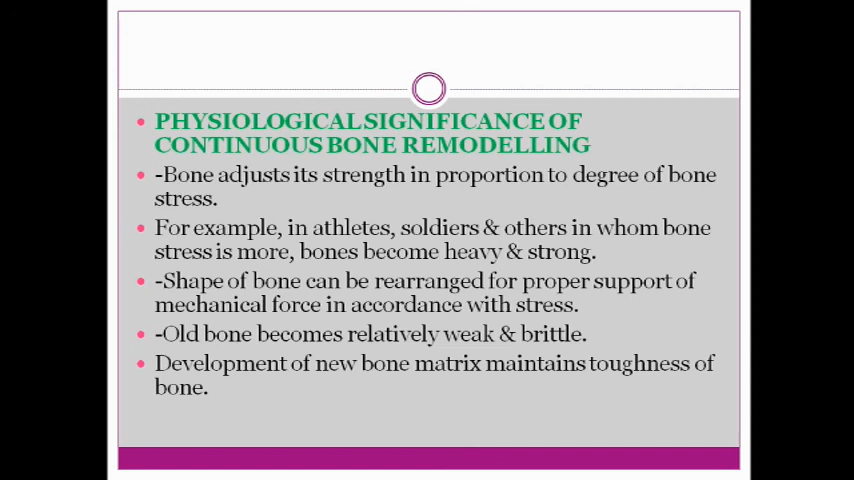 • PHYSIOLOGICAL SIGNIFICANCE OF
CONTINUOUS BONE REMODELLING
• -Bone adjusts its strength in proportion to degree of bone
stress.
• For example, in athletes, soldiers & others in whom bone
stress is more, bones become heavy & strong.
• -Shape of bone can be rearranged for proper support of
mechanical force in accordance with stress.
• -Old bone becomes relatively weak & brittle.
• Development of new bone matrix maintains toughness of
bone.